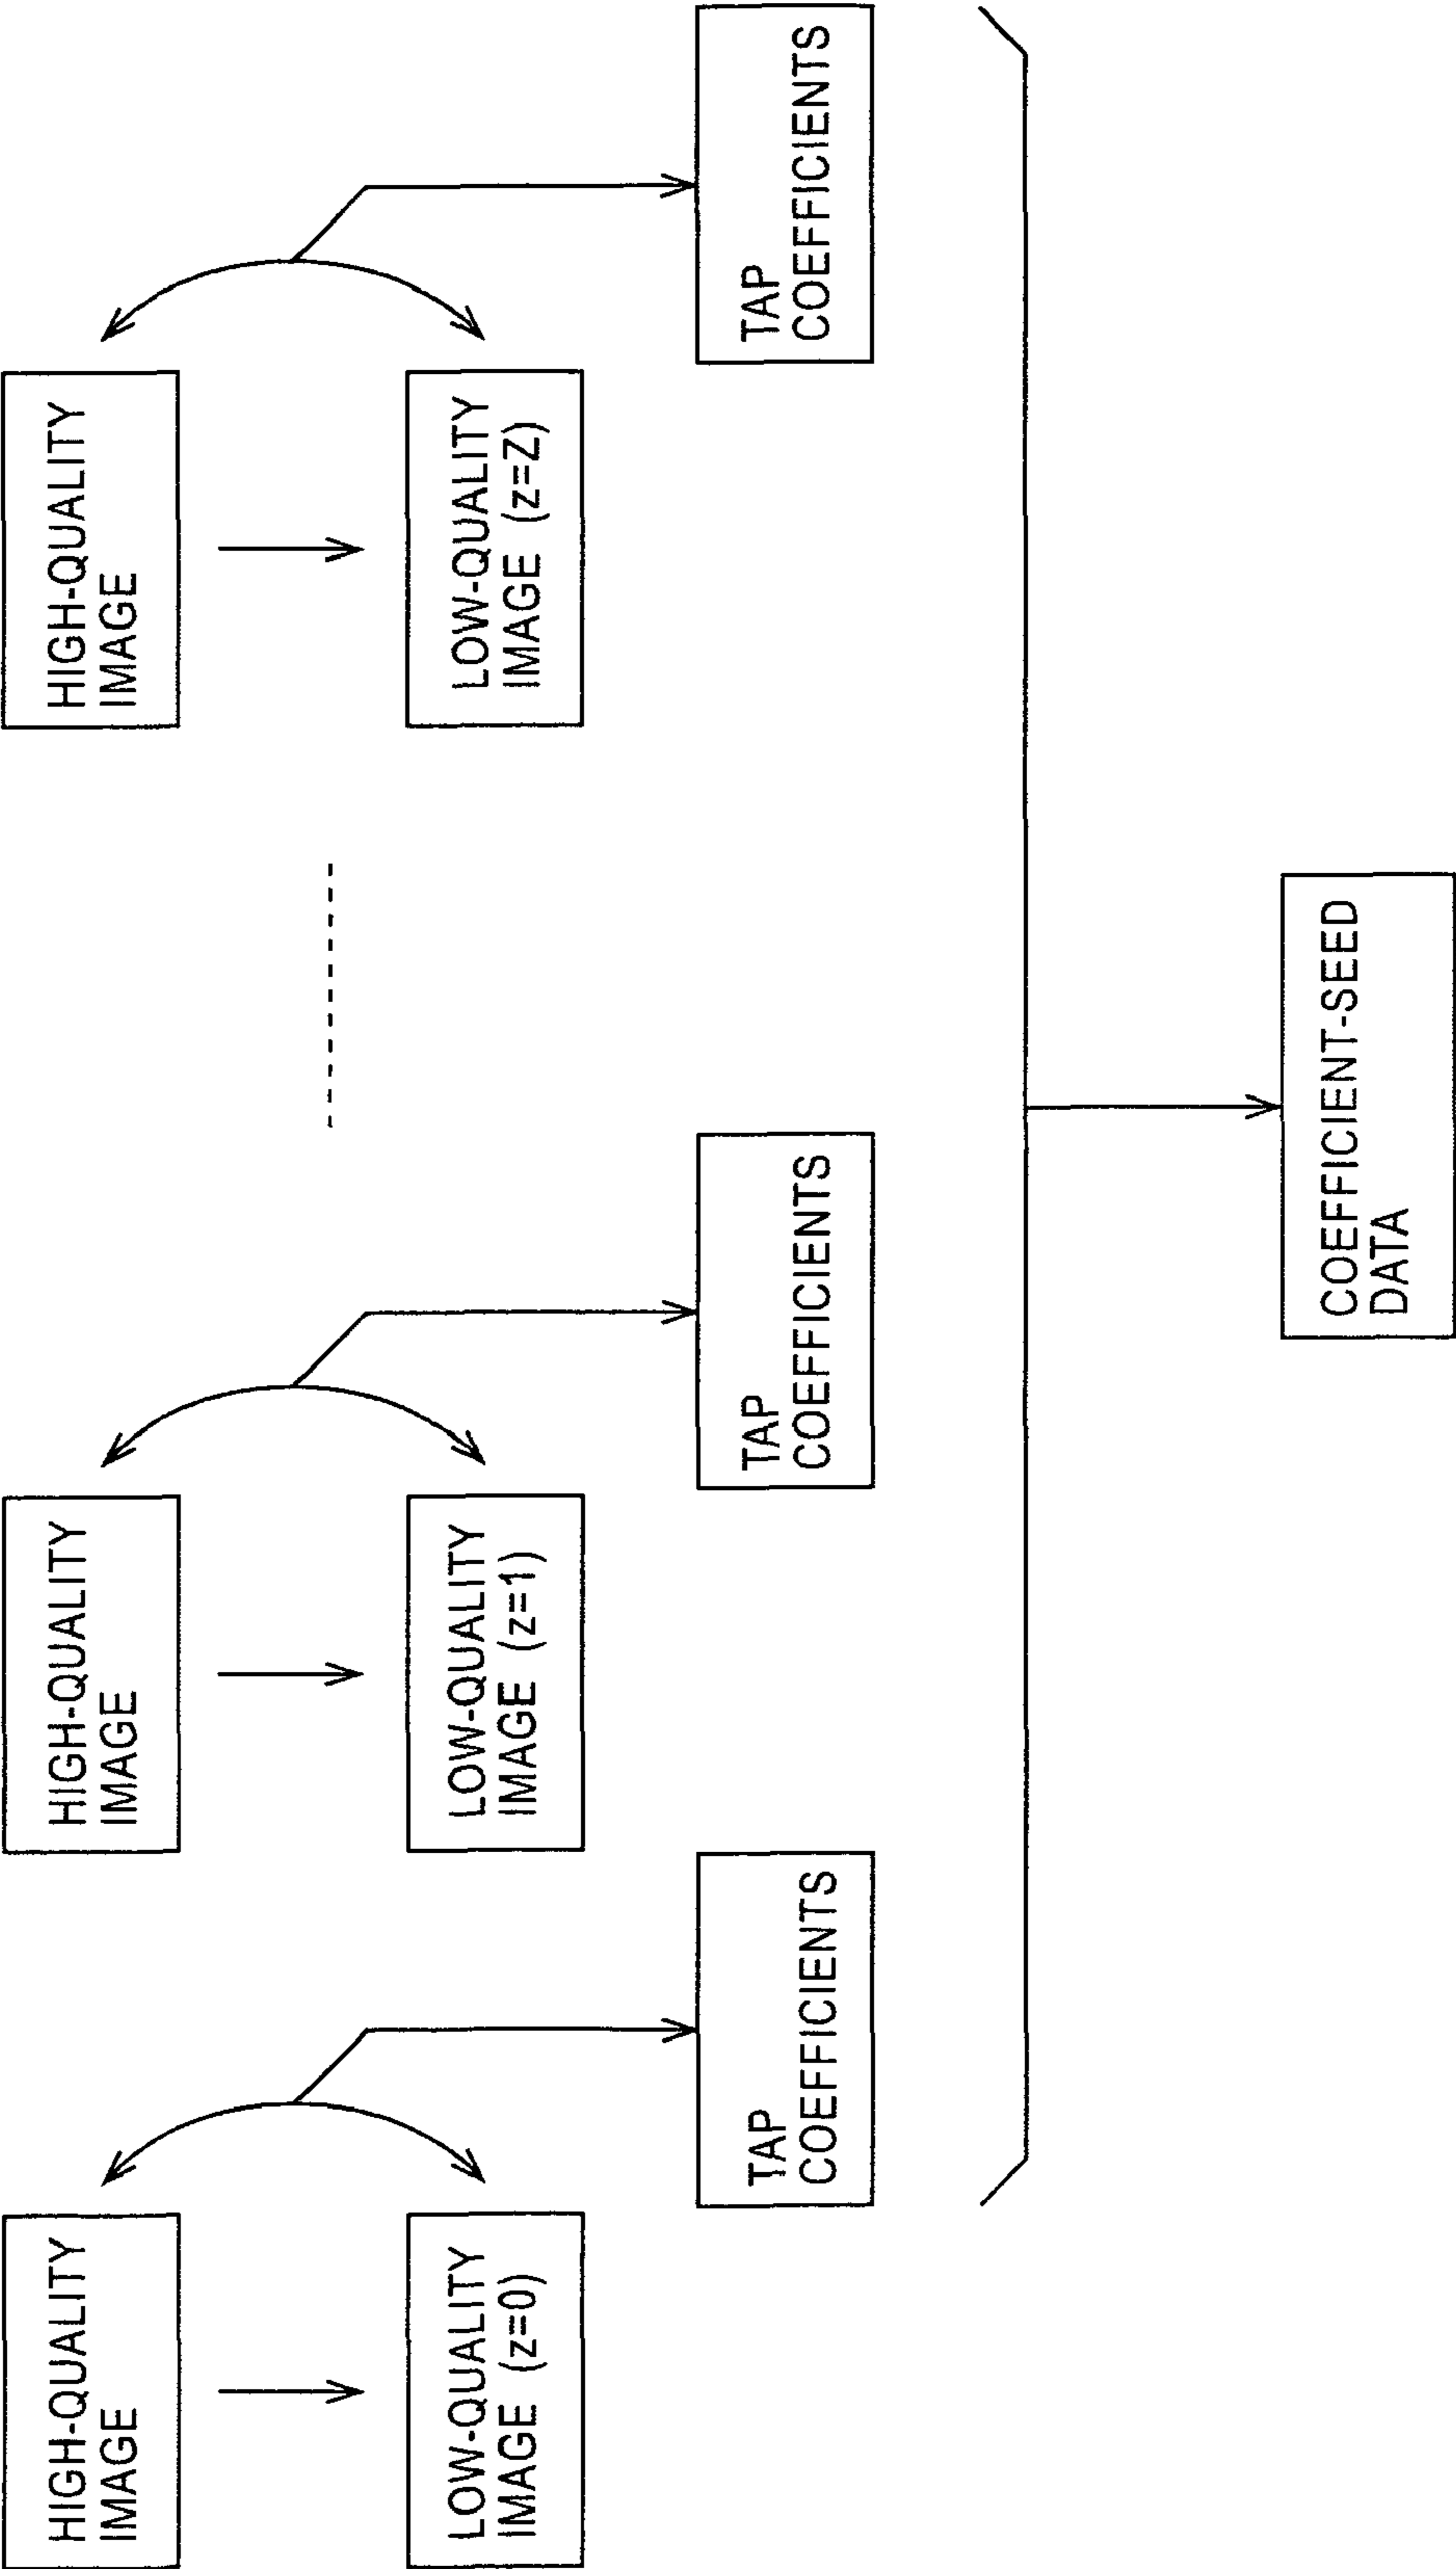 HIGH-QUALITY
IMAGE
LOW-QUALITY
IMAGE (z=0)
TAP
COEFFICIENTS
HIGH-QUALITY
IMAGE
LOW-QUALITY
IMAGE (z=1)
TAP
COEFFICIENTS
HIGH-QUALITY
IMAGE
LOW-QUALITY
IMAGE (z=Z)
TAP
COEFFICIENTS
COEFFICIENT-SEED
DATA